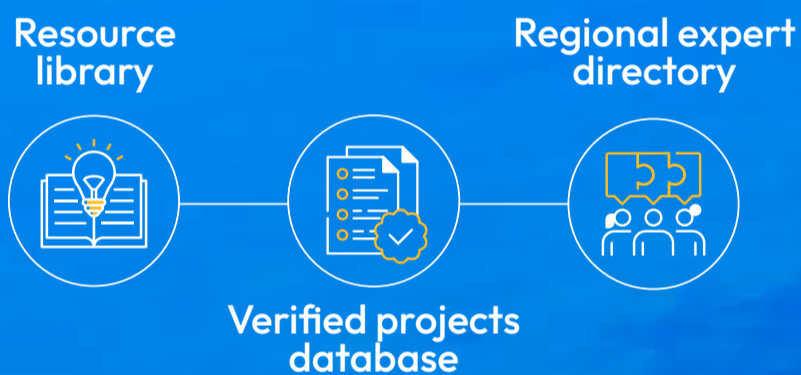 Resource
library
Regional expert
directory
Verified projects
database